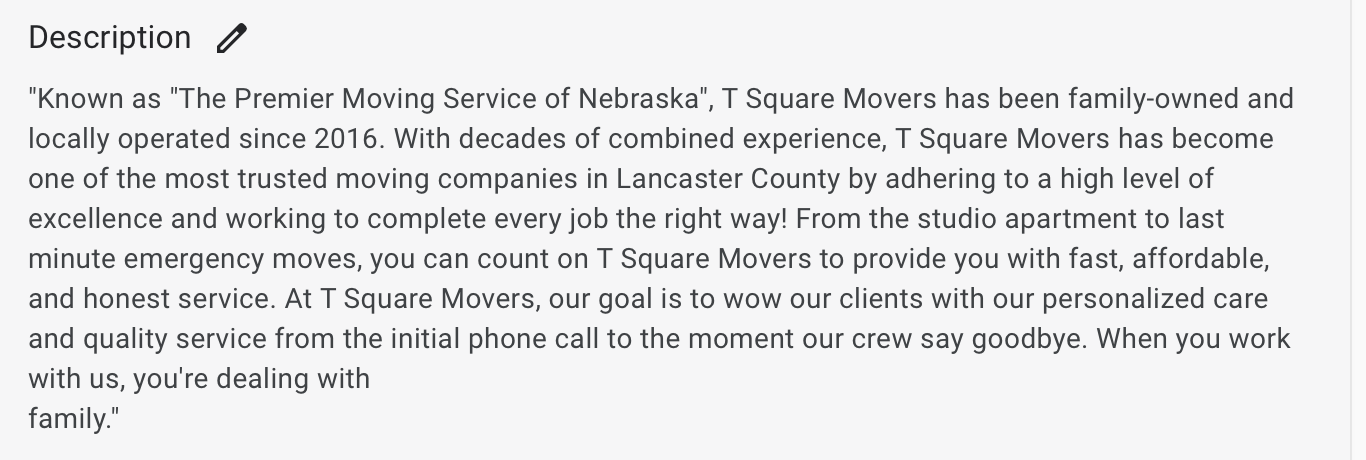 Description
"Known as "The Premier Moving Service of Nebraska", T Square Movers has been family-owned and
locally operated since 2016. With decades of combined experience, T Square Movers has become
one of the most trusted moving companies in Lancaster County by adhering to a high level of
excellence and working to complete every job the right way! From the studio apartment to last
minute emergency moves, you can count on T Square Movers to provide you with fast, affordable,
and honest service. At T Square Movers, our goal is to wow our clients with our personalized care
and quality service from the initial phone call to the moment our crew say goodbye. When you work
with us, you're dealing with
family."